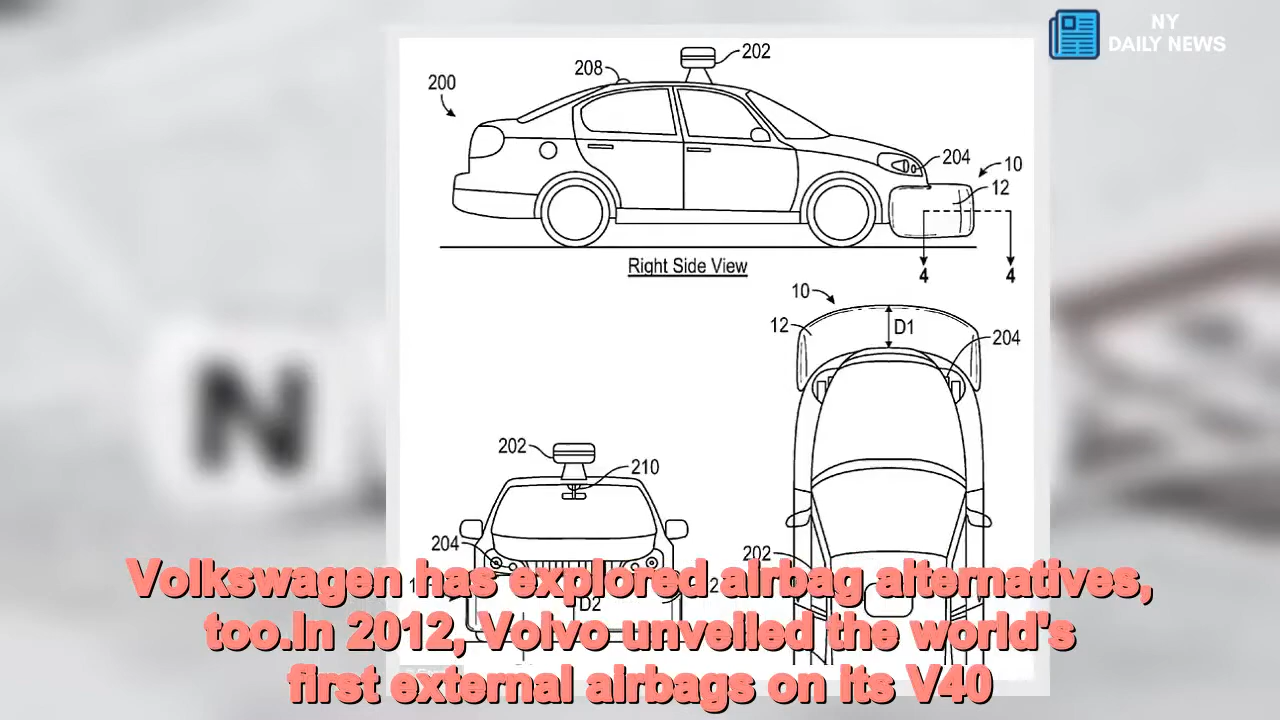 NY
DAILY NEWS
202
208
200
204
10
12
4 4
Right Side View
10
12
D1
204
202
210
204
202
D2
Volkswagen has explored airbag alternatives,
too.In 2012, Volvo unveiled the world's
first external airbags on its V40
N